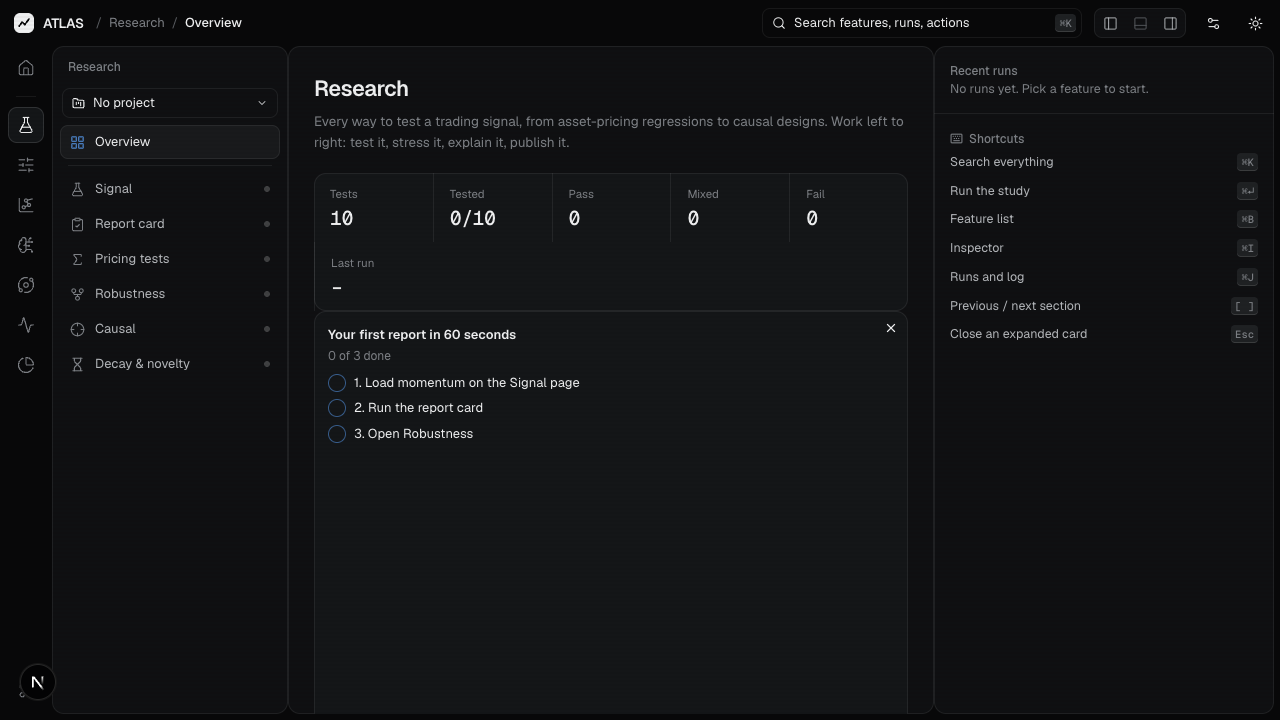 ATLAS / Research / Overview
Search features, runs, actions ⌘K
Research
No project
Overview
Signal
Report card
Pricing tests
Robustness
Causal
Decay & novelty
Research
Every way to test a trading signal, from asset-pricing regressions to causal designs. Work left to
right: test it, stress it, explain it, publish it.
Tests Tested Pass Mixed Fail
10 0/10 0 0 0
Last run
–
Your first report in 60 seconds
0 of 3 done
1. Load momentum on the Signal page
2. Run the report card
3. Open Robustness
Recent runs
No runs yet. Pick a feature to start.
Shortcuts
Search everything ⌘K
Run the study ⌘↵
Feature list ⌘B
Inspector ⌘I
Runs and log ⌘J
Previous / next section [ ]
Close an expanded card Esc
N